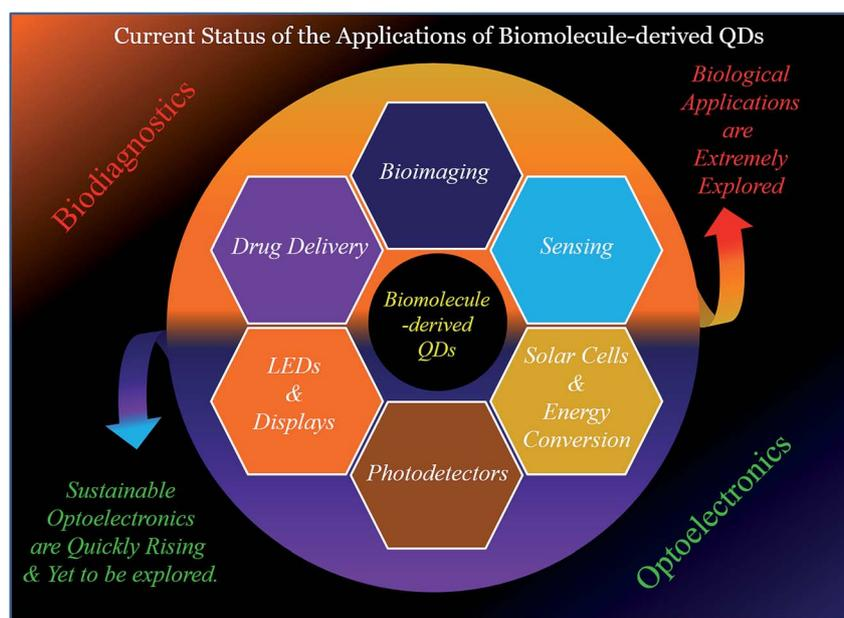 Current Status of the Applications of Biomolecule-derived QDs
Biodiagnostics
Biological
Applications
are
Extremely
Explored
Bioimaging
Drug Delivery
Sensing
Biomolecule
-derived
QDs
LEDs
&
Displays
Solar Cells
&
Energy
Conversion
Photodetectors
Sustainable
Optoelectronics
are Quickly Rising
& Yet to be explored.
Optoelectronics